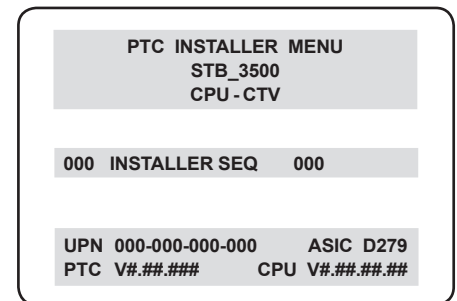 PTC INSTALLER MENU
STB_3500
CPU - CTV
000 INSTALLER SEQ 000
UPN 000-000-000-000 ASIC D279
PTC V#.##.### CPU V#.##.##.##